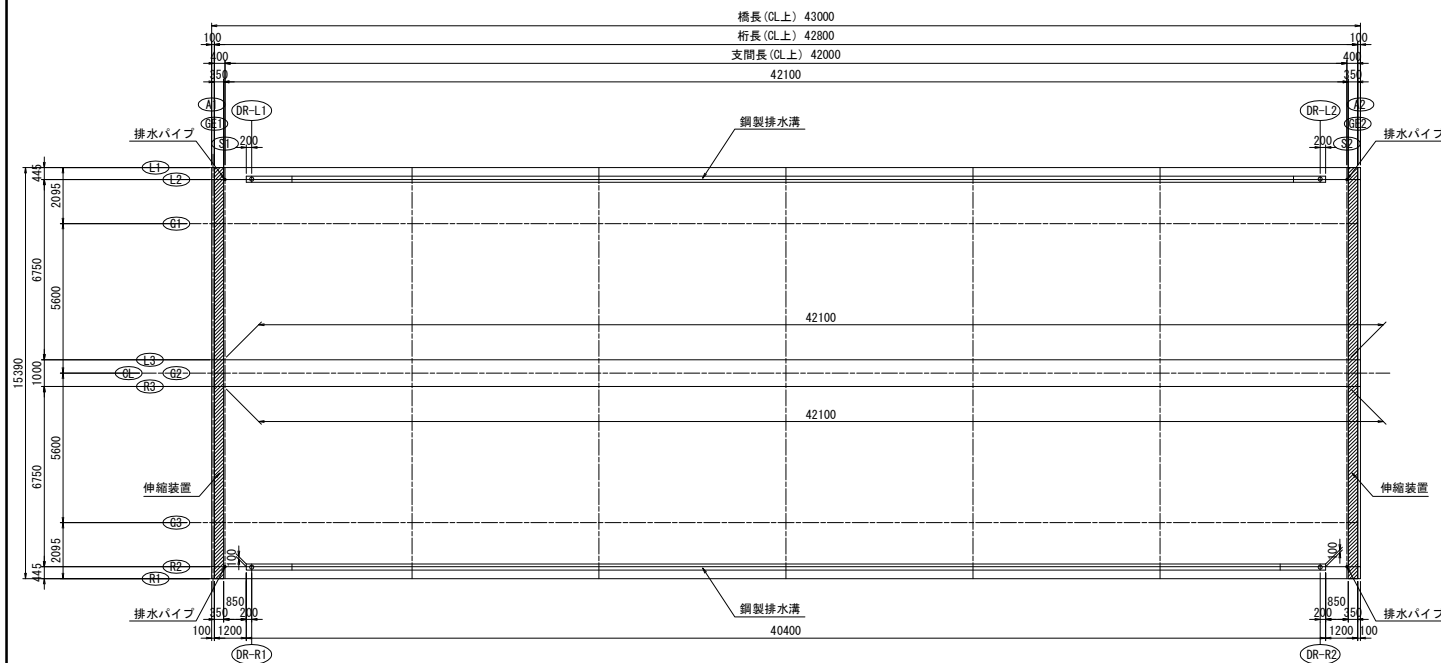 橋長(CL上) 43000
100 桁長(CL上) 42800 100
400 支間長(CL上) 42000 400
350 42100 350
A1 DR-L1 DR-L2 A2
GE1 鋼製排水溝 GE2
排水パイプ S1 200 200 S2 排水パイプ
L1
445 L2
2095
G1
6750 5600
42100
L3
15390 1000 CL G2
R3
42100
5600
6750
伸縮装置 伸縮装置
G3
2095 100 100
445 R2
R1
850 850
排水パイプ 350 200 鋼製排水溝 200 350 排水パイプ
100 1200 40400 1200 100
DR-R1 DR-R2